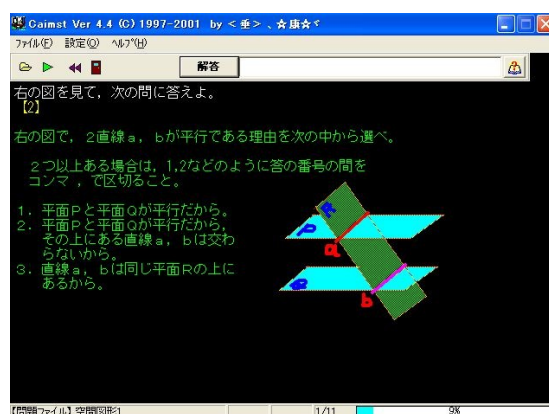 Caimst Ver 4.4 (C) 1997-2001 by <垂>、☆康☆ミ
ファイル(F) 設定(O) ヘルプ(H)
解答
右の図を見て，次の問に答えよ。
【2】
右の図で，2直線a，bが平行である理由を次の中から選べ。
2つ以上ある場合は，1,2などのように答の番号の間を
コンマ，で区切ること。
1．平面Pと平面Qが平行だから。
2．平面Pと平面Qが平行だから，
その上にある直線a，bは交わ
らないから。
3．直線a，bは同じ平面Rの上に
あるから。
R
P
a
b
【問題ファイル】空間図形1 1/11 9%